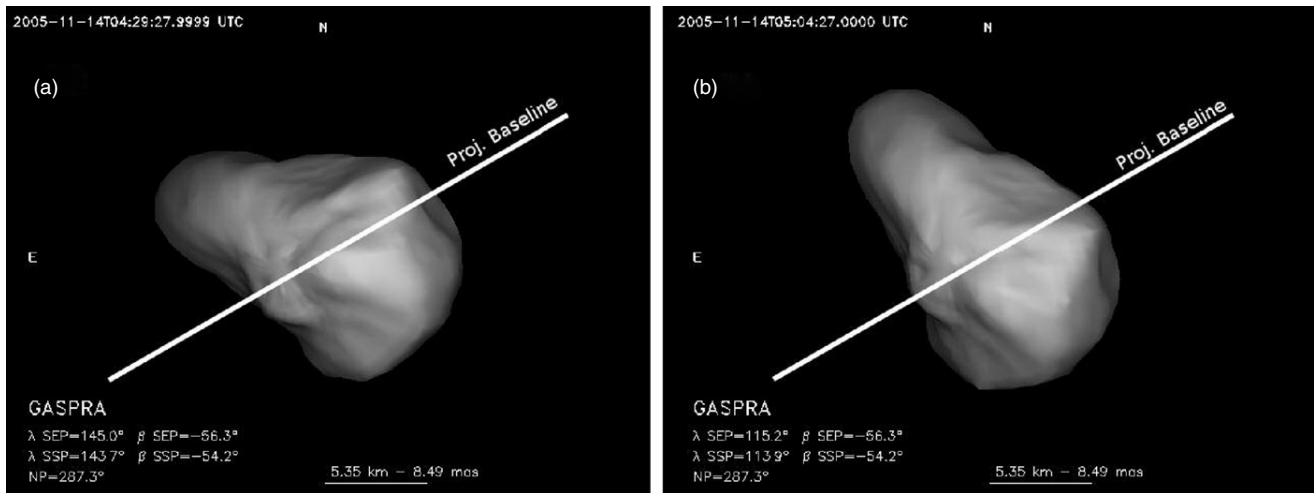 2005-11-14T04:29:27.9999 UTC
N
(a)
Proj. Baseline
E
GASPRA
λ SEP=145.0° β SEP=-56.3°
λ SSP=143.7° β SSP=-54.2°
NP=287.3°
5.35 km - 8.49 mas
2005-11-14T05:04:27.0000 UTC
N
(b)
Proj. Baseline
E
GASPRA
λ SEP=115.2° β SEP=-56.3°
λ SSP=113.9° β SSP=-54.2°
NP=287.3°
5.35 km - 8.49 mas